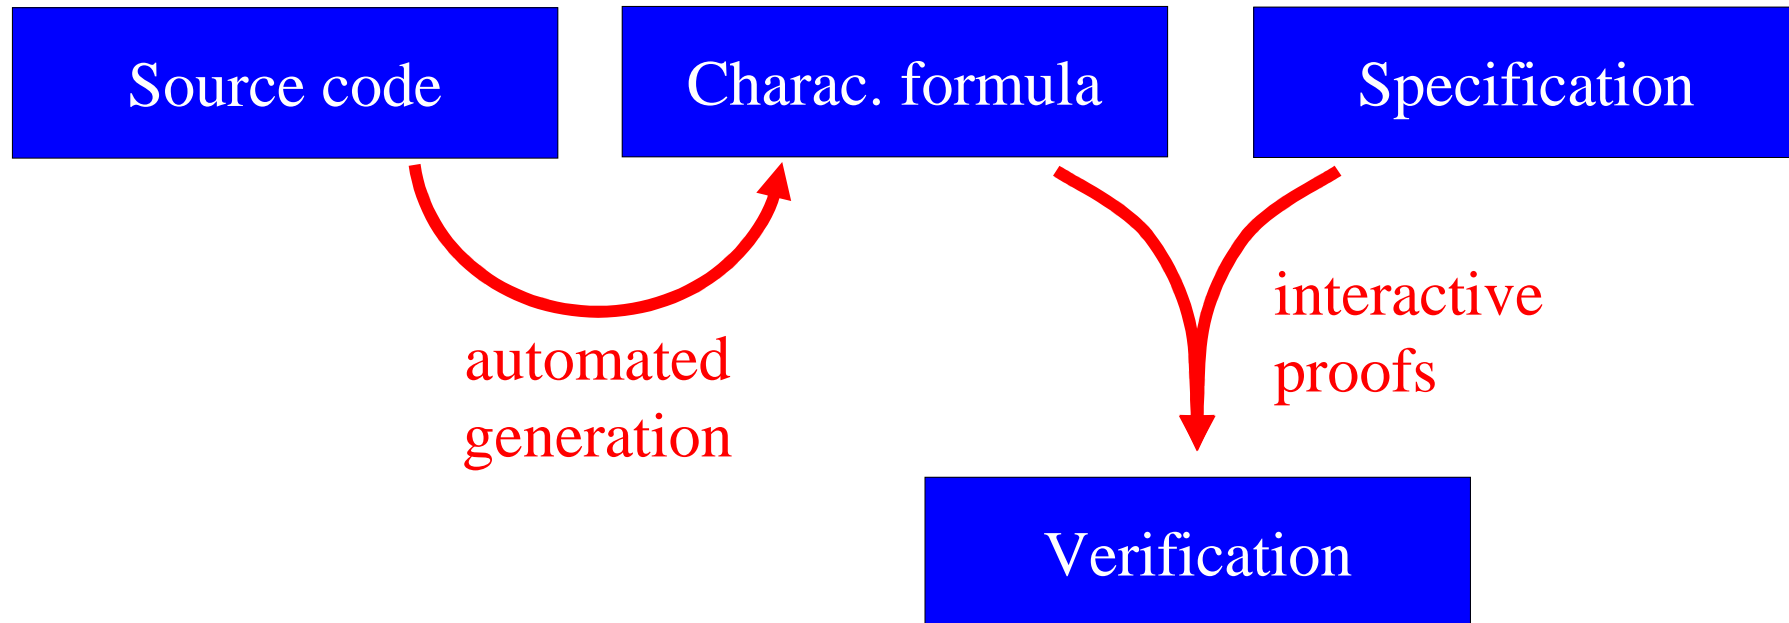 Source code
Charac. formula
Specification
automated
generation
interactive
proofs
Verification